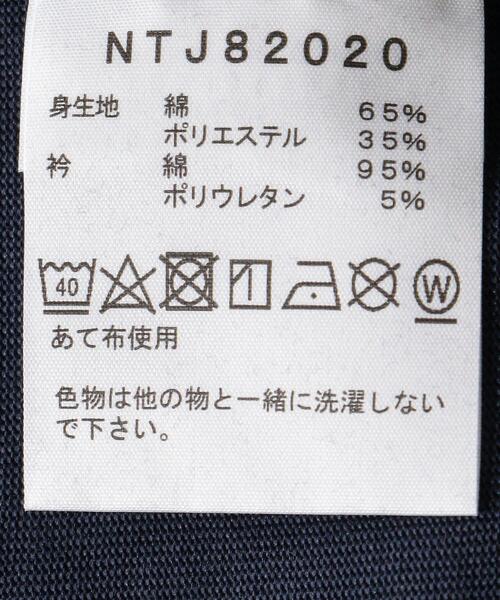 NTJ82020
身生地 綿 65%
ポリエステル 35%
衿 綿 95%
ポリウレタン 5%
40 W
あて布使用
色物は他の物と一緒に洗濯しない
で下さい。